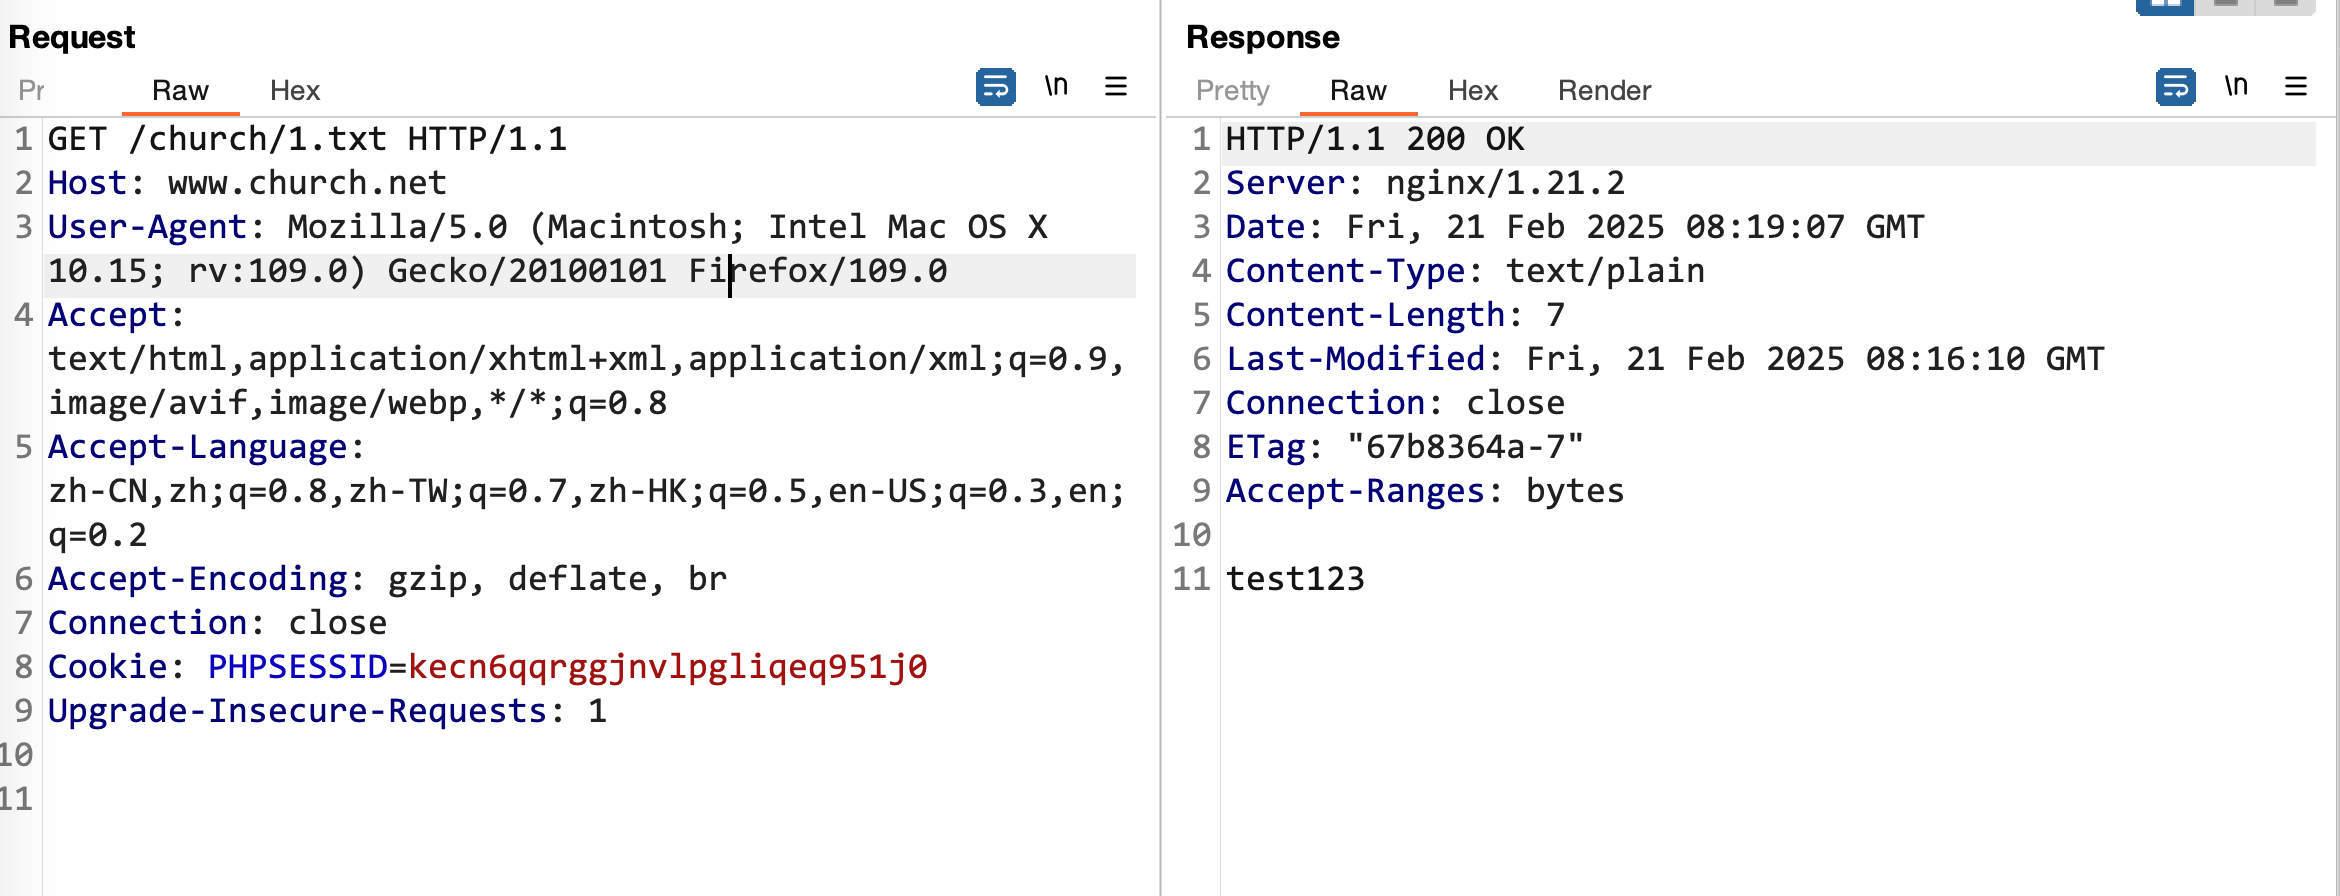 Request
Pr Raw Hex \n
1 GET /church/1.txt HTTP/1.1
2 Host: www.church.net
3 User-Agent: Mozilla/5.0 (Macintosh; Intel Mac OS X
10.15; rv:109.0) Gecko/20100101 Firefox/109.0
4 Accept:
text/html,application/xhtml+xml,application/xml;q=0.9,
image/avif,image/webp,*/*;q=0.8
5 Accept-Language:
zh-CN,zh;q=0.8,zh-TW;q=0.7,zh-HK;q=0.5,en-US;q=0.3,en;
q=0.2
6 Accept-Encoding: gzip, deflate, br
7 Connection: close
8 Cookie: PHPSESSID=kecn6qqrggjnvlpgliqeq951j0
9 Upgrade-Insecure-Requests: 1
10
11
Response
Pretty Raw Hex Render \n
1 HTTP/1.1 200 OK
2 Server: nginx/1.21.2
3 Date: Fri, 21 Feb 2025 08:19:07 GMT
4 Content-Type: text/plain
5 Content-Length: 7
6 Last-Modified: Fri, 21 Feb 2025 08:16:10 GMT
7 Connection: close
8 ETag: "67b8364a-7"
9 Accept-Ranges: bytes
10
11 test123